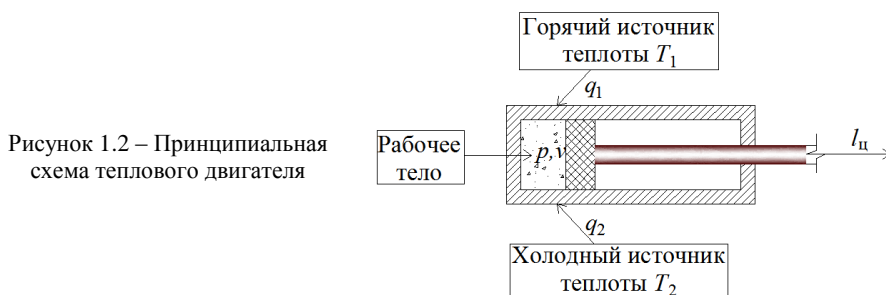 Горячий источник
теплоты T₁
q₁
Рисунок 1.2 – Принципиальная
схема теплового двигателя
Рабочее
тело
p,v
lц
q₂
Холодный источник
теплоты T₂